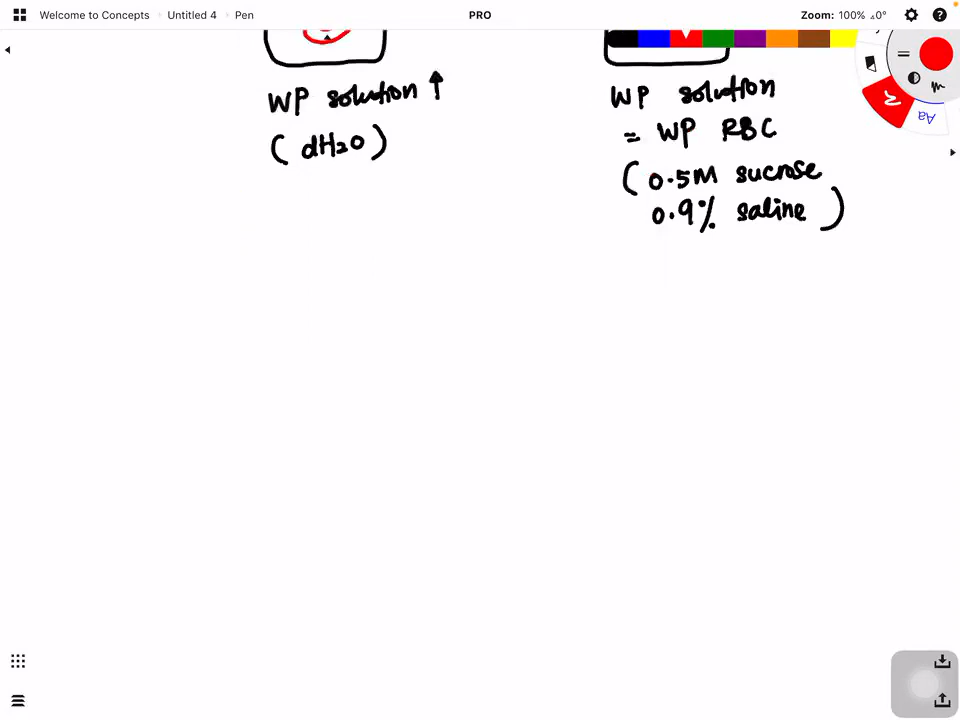 Welcome to Concepts › Untitled 4 › Pen
PRO
Zoom: 100% ⊿0°
Aa
WP solution ↑
(dH2O)
WP solution
= WP RBC
(0.5M sucrose
0.9% saline)